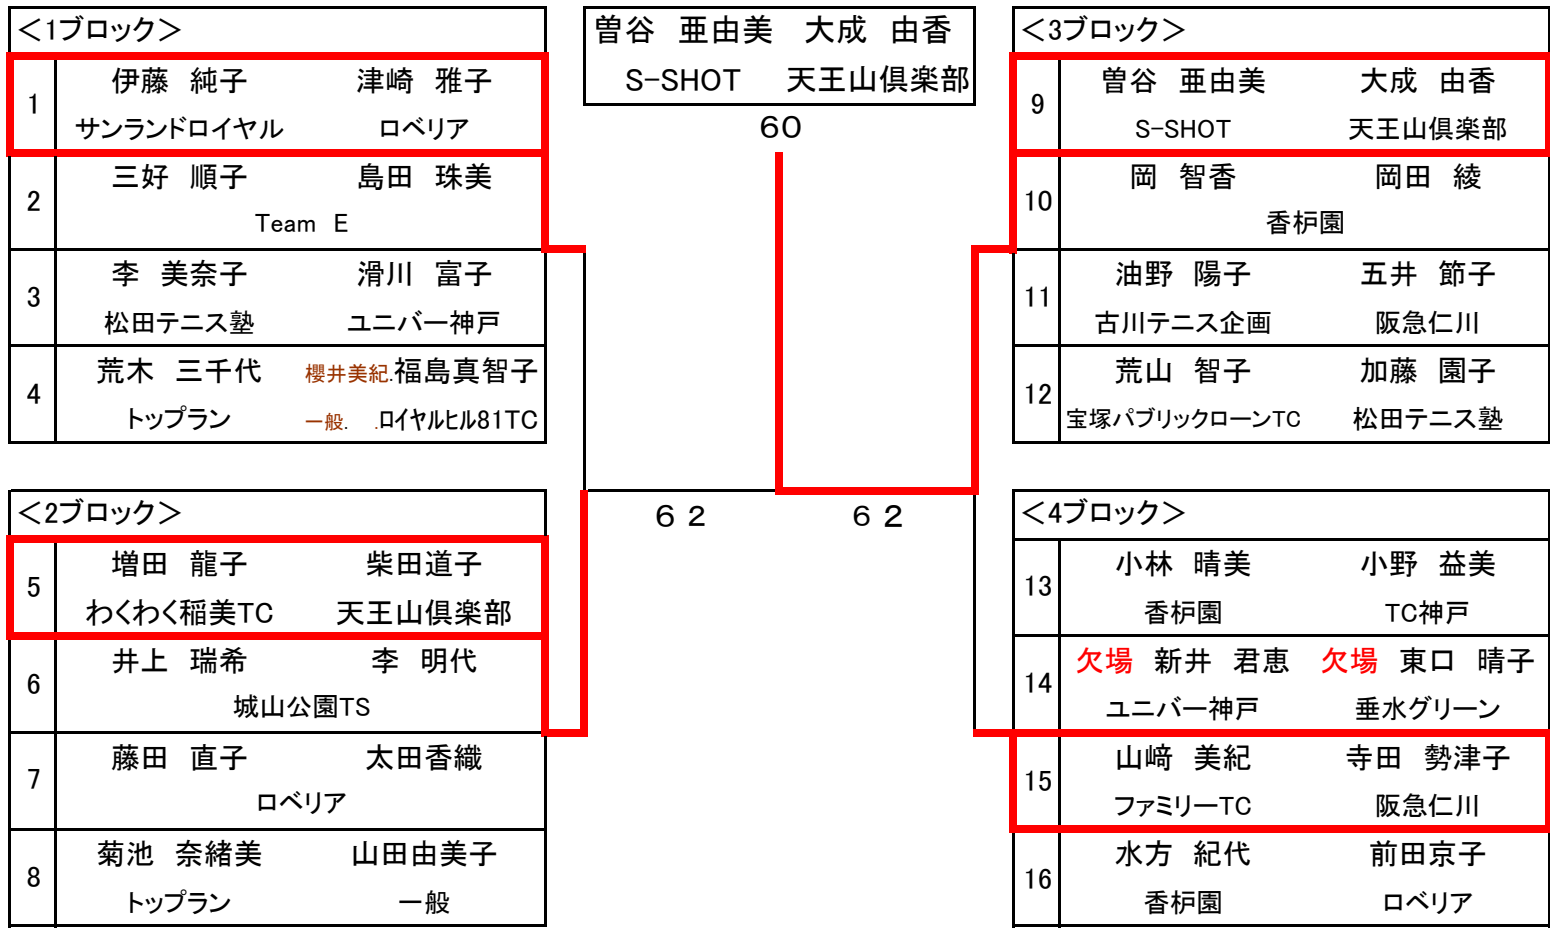 ＜1ブロック＞
1
伊藤　純子　津崎　雅子
サンランドロイヤル　ロベリア
2
三好　順子　島田　珠美
Team　E
3
李　美奈子　滑川　富子
松田テニス塾　ユニバー神戸
4
荒木　三千代　櫻井美紀.福島真智子
トップラン　一般.　.ロイヤルヒル81TC
＜2ブロック＞
5
増田　龍子　柴田道子
わくわく稲美TC　天王山倶楽部
6
井上　瑞希　李　明代
城山公園TS
7
藤田　直子　太田香織
ロベリア
8
菊池　奈緒美　山田由美子
トップラン　一般
曽谷　亜由美　大成　由香
S-SHOT　天王山倶楽部
６０
６２　６２
＜3ブロック＞
9
曽谷　亜由美　大成　由香
S-SHOT　天王山倶楽部
10
岡　智香　岡田　綾
香枦園
11
油野　陽子　五井　節子
古川テニス企画　阪急仁川
12
荒山　智子　加藤　園子
宝塚パブリックローンTC　松田テニス塾
＜4ブロック＞
13
小林　晴美　小野　益美
香枦園　TC神戸
14
欠場　新井　君恵　欠場　東口　晴子
ユニバー神戸　垂水グリーン
15
山﨑　美紀　寺田　勢津子
ファミリーTC　阪急仁川
16
水方　紀代　前田京子
香枦園　ロベリア